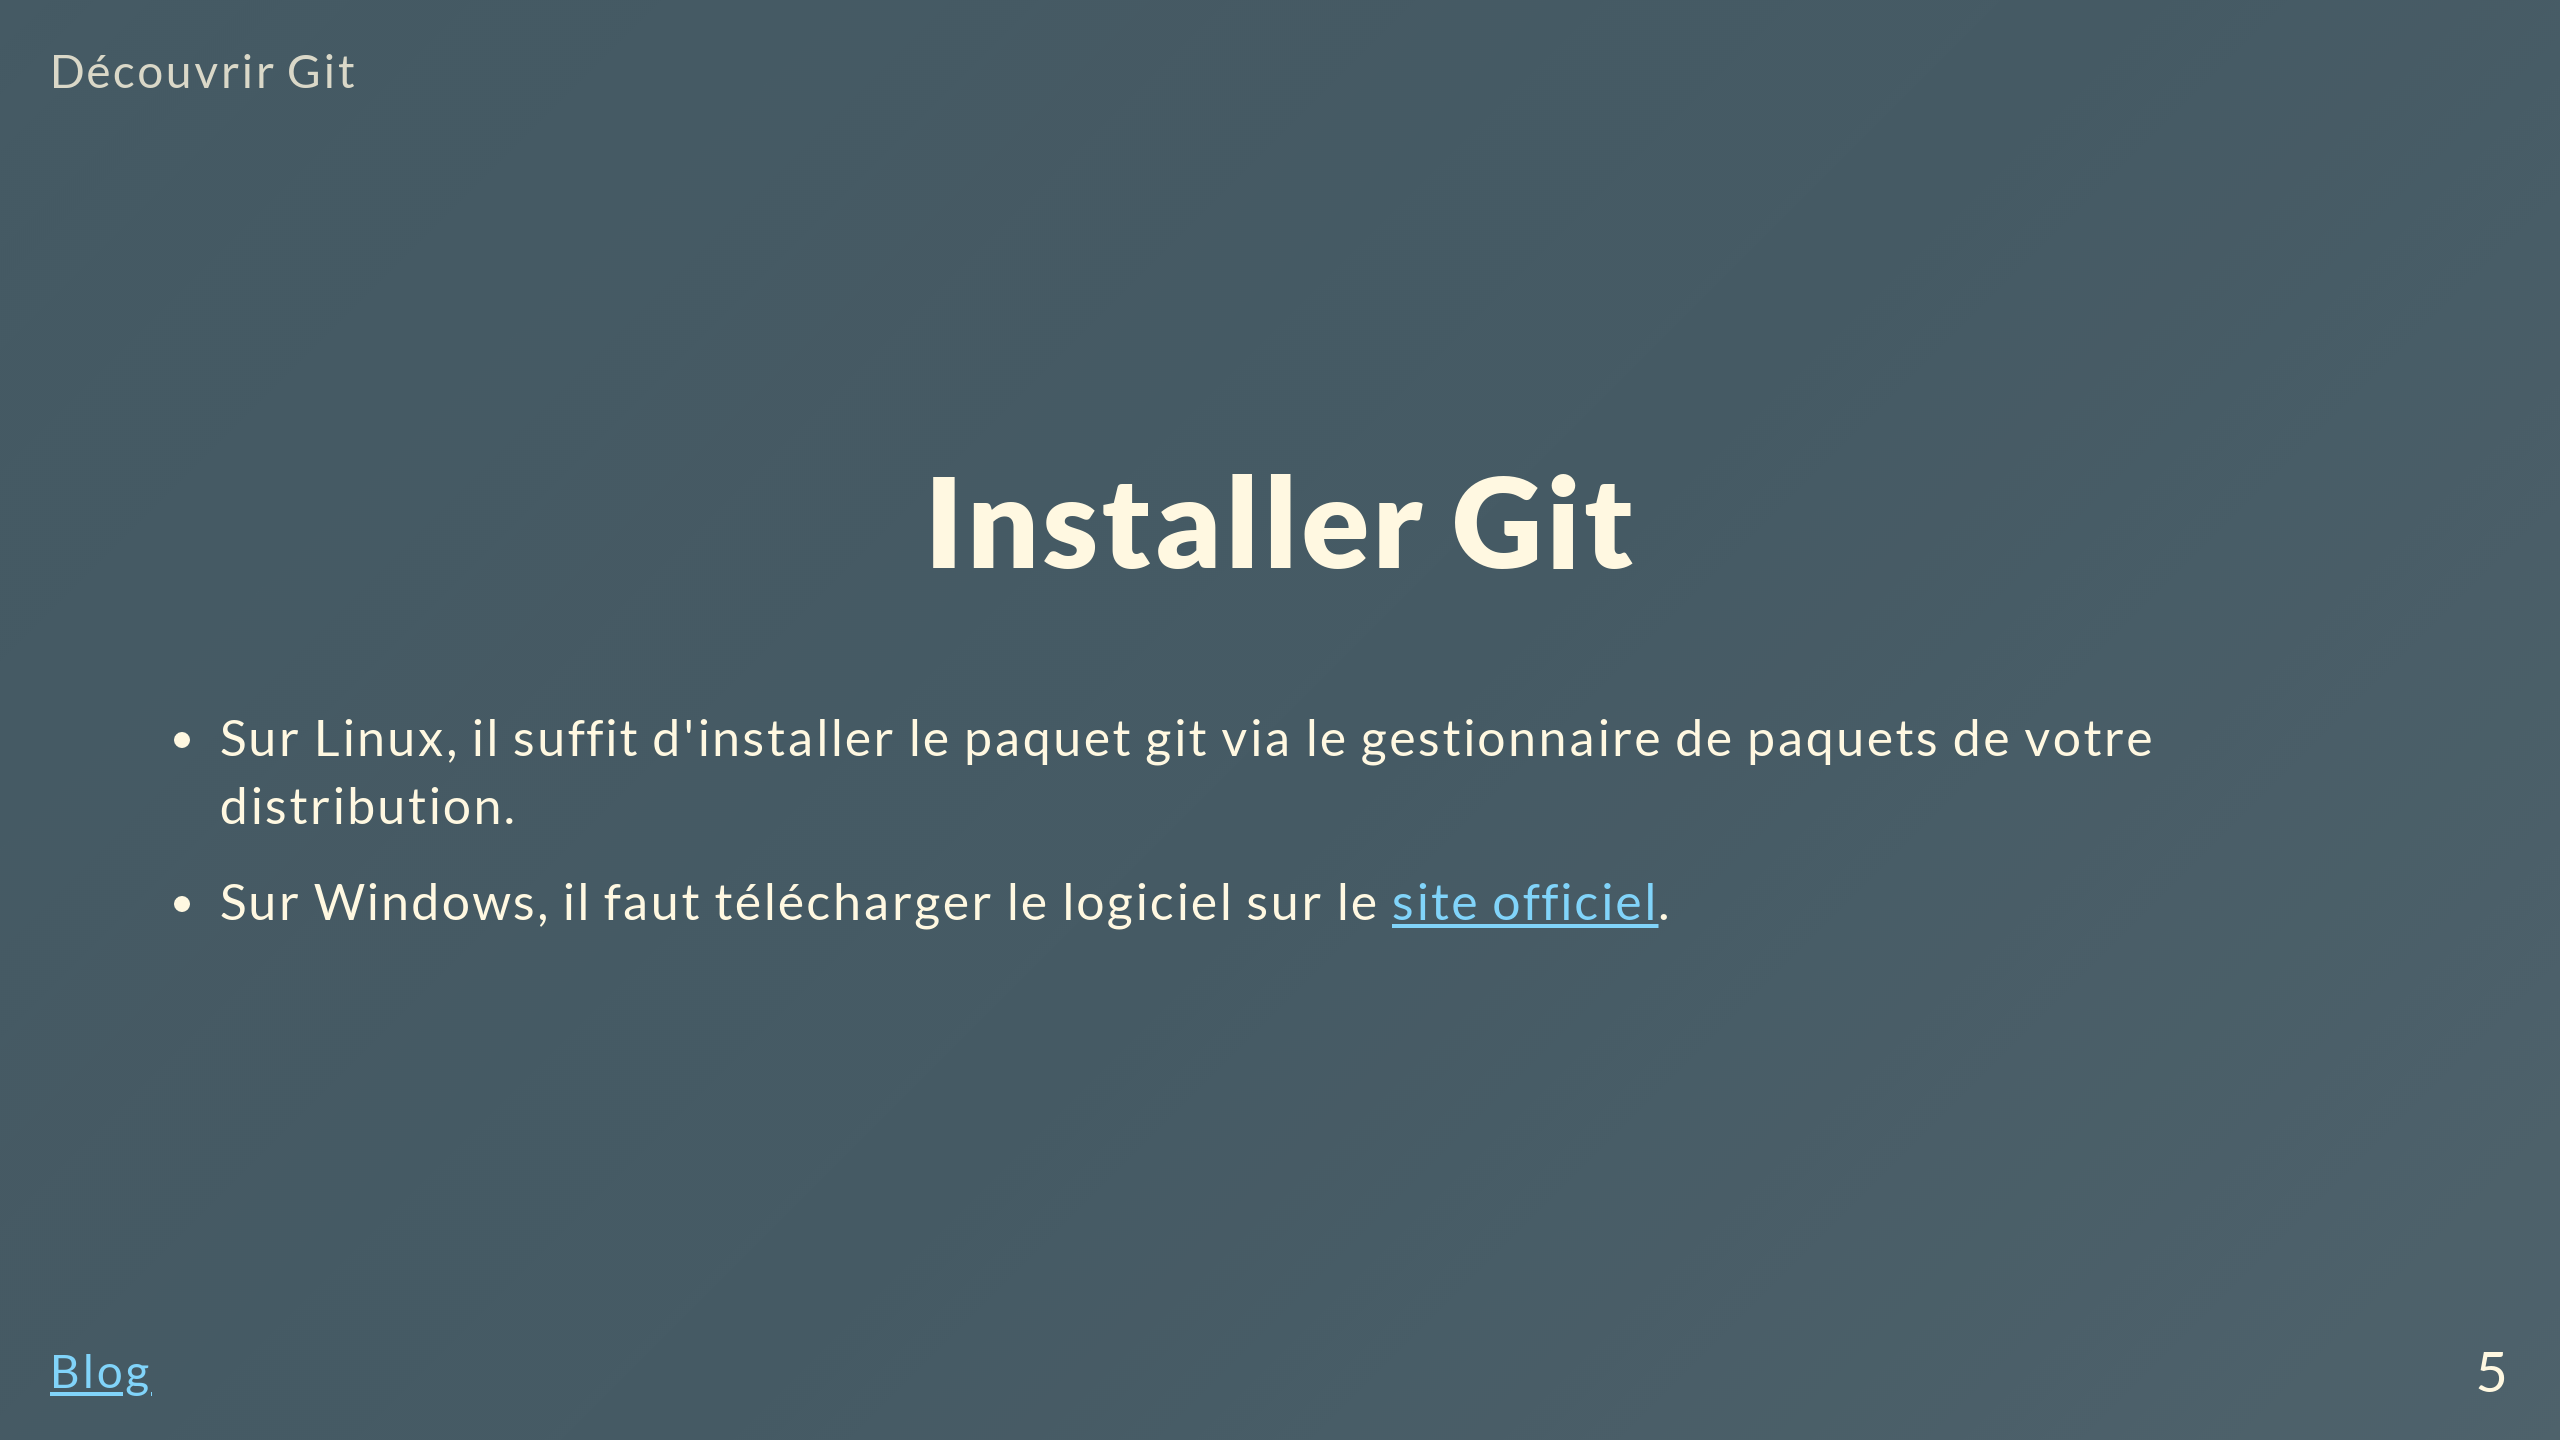 Découvrir Git
Installer Git
• Sur Linux, il suffit d'installer le paquet git via le gestionnaire de paquets de votre
distribution.
• Sur Windows, il faut télécharger le logiciel sur le site officiel.
Blog
5